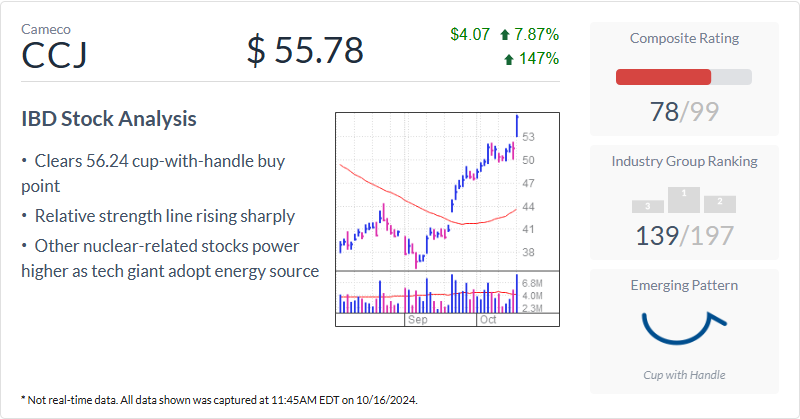 Cameco
CCJ
$ 55.78
$4.07 7.87%
147%
IBD Stock Analysis
• Clears 56.24 cup-with-handle buy
point
• Relative strength line rising sharply
• Other nuclear-related stocks power
higher as tech giant adopt energy source
53
50
47
44
41
38
6.8M
4.0M
2.3M
Sep Oct
Composite Rating
78/99
Industry Group Ranking
3 1 2
139/197
Emerging Pattern
Cup with Handle
* Not real-time data. All data shown was captured at 11:45AM EDT on 10/16/2024.